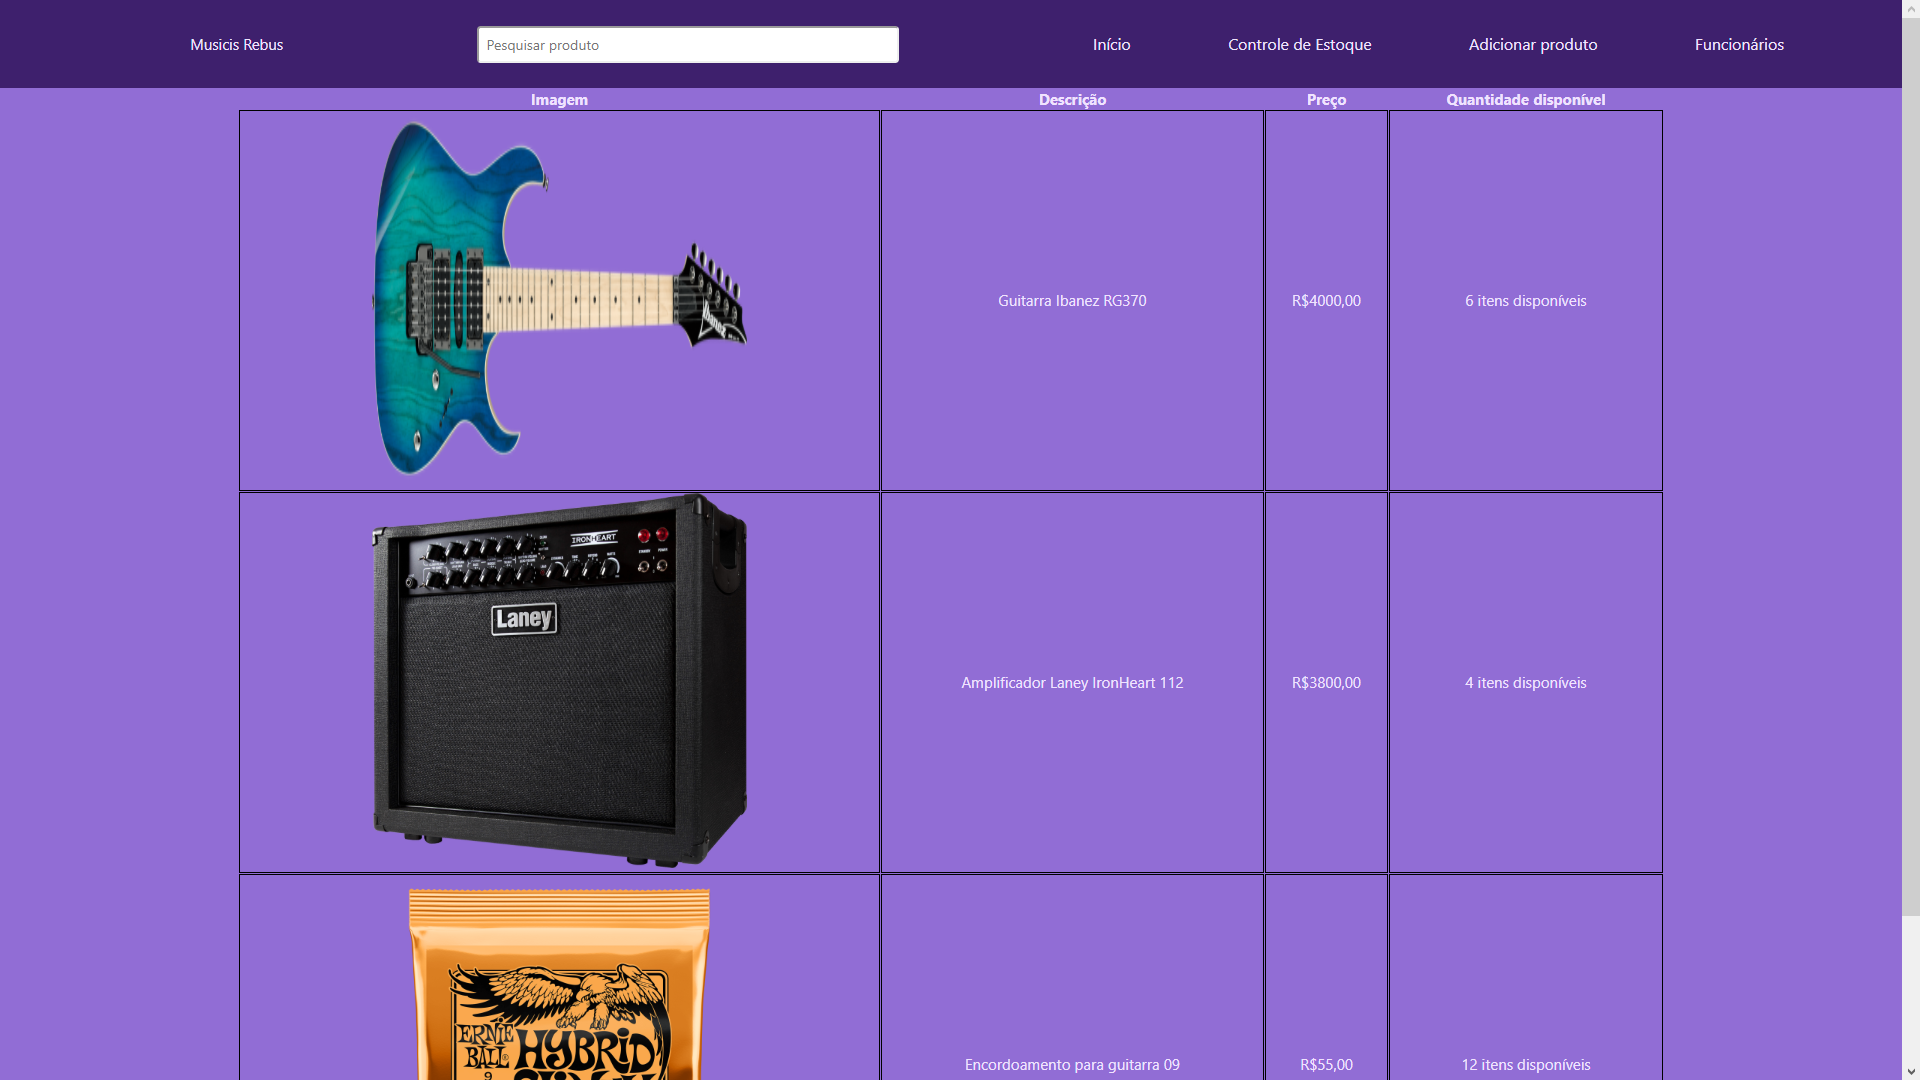 Musicis Rebus
Pesquisar produto
Início
Controle de Estoque
Adicionar produto
Funcionários
Imagem
Descrição
Preço
Quantidade disponível
Ibanez
Guitarra Ibanez RG370
R$4000,00
6 itens disponíveis
IRONHEART
Laney
Amplificador Laney IronHeart 112
R$3800,00
4 itens disponíveis
ERNIE
BALL®
HYBRID
9
Encordoamento para guitarra 09
R$55,00
12 itens disponíveis